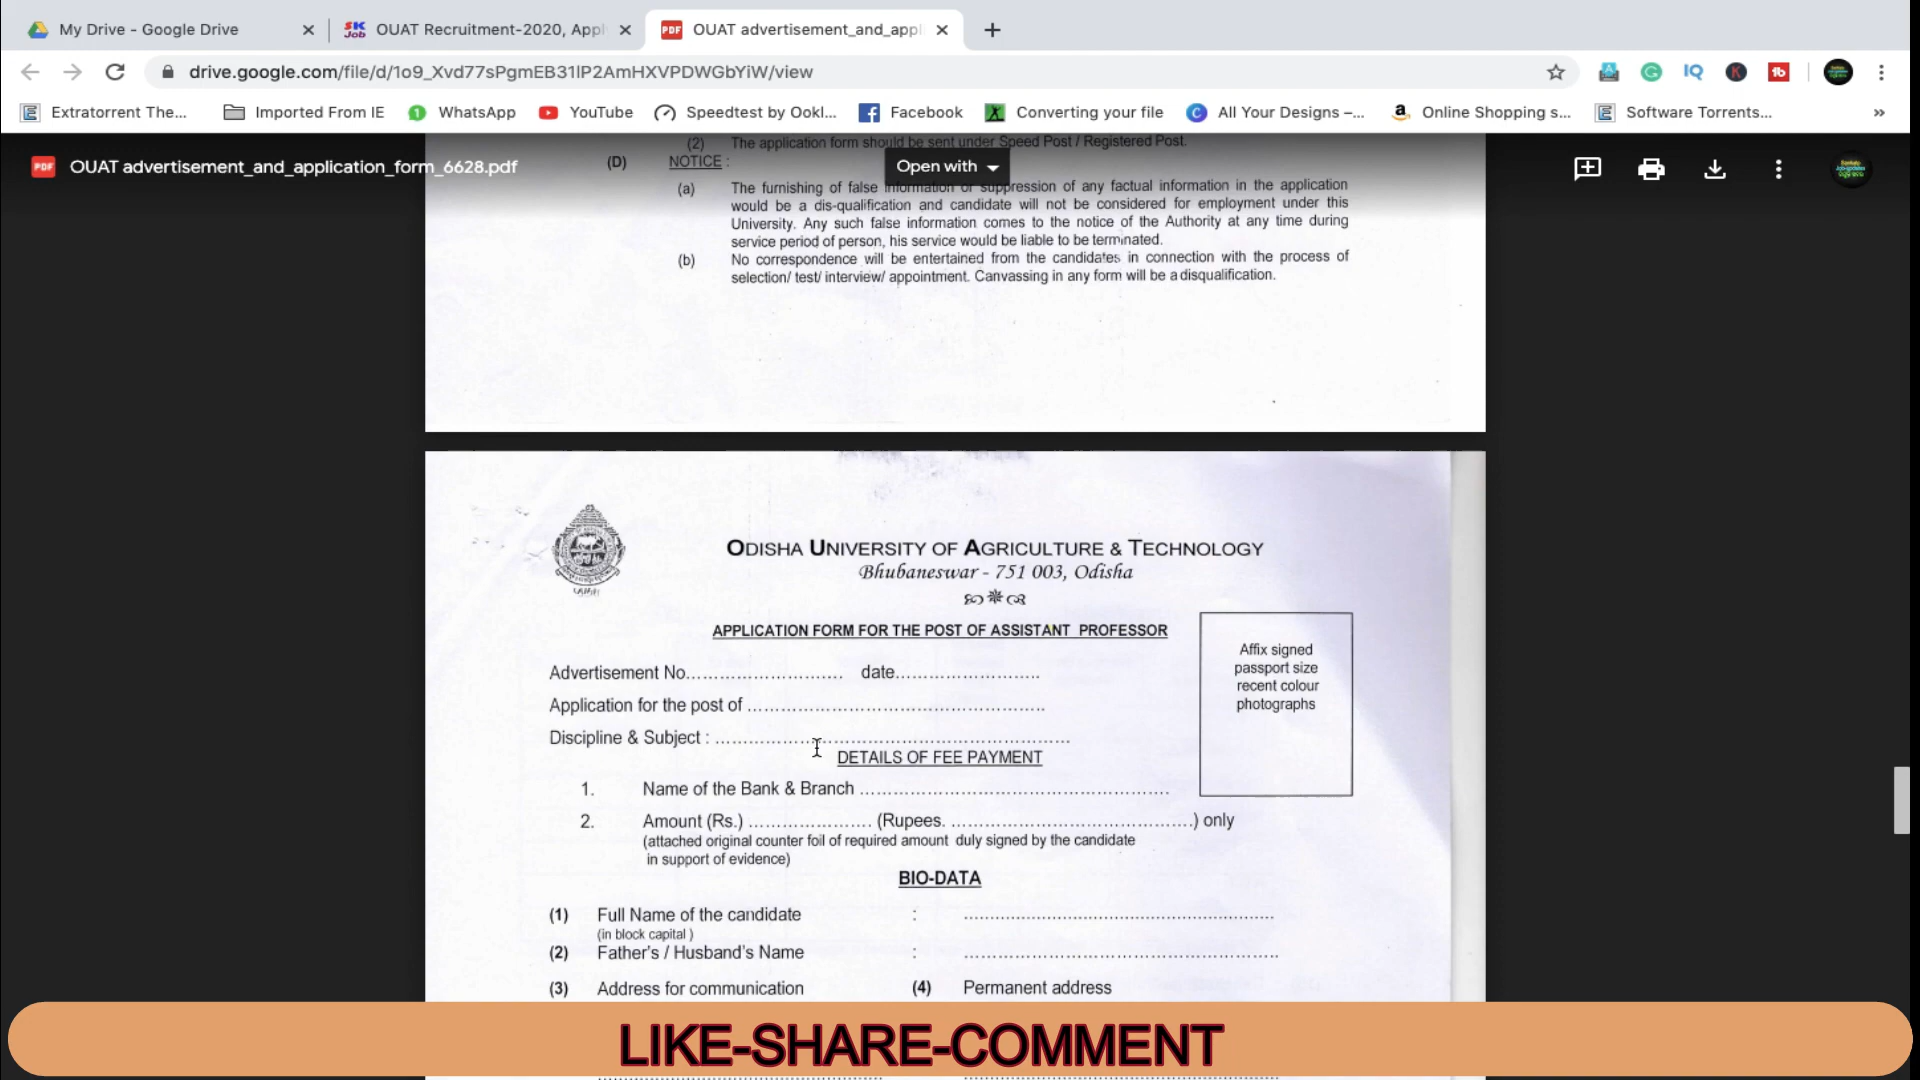 My Drive - Google Drive
SK Job OUAT Recruitment-2020, Appl
PDF OUAT advertisement_and_appl
drive.google.com/file/d/1o9_Xvd77sPgmEB31lP2AmHXVPDWGbYiW/view
Extratorrent The... Imported From IE WhatsApp YouTube Speedtest by Ookl... Facebook Converting your file All Your Designs –... Online Shopping s... Software Torrents... »
(2) The application form should be sent under Speed Post / Registered Post.
(D) NOTICE :
PDF OUAT advertisement_and_application_form_6628.pdf
Open with
(a) The furnishing of false information or suppression of any factual information in the application
would be a dis-qualification and candidate will not be considered for employment under this
University. Any such false information comes to the notice of the Authority at any time during
service period of person, his service would be liable to be terminated.
(b) No correspondence will be entertained from the candidates in connection with the process of
selection/ test/ interview/ appointment. Canvassing in any form will be a disqualification.
ODISHA UNIVERSITY OF AGRICULTURE & TECHNOLOGY
Bhubaneswar - 751 003, Odisha
APPLICATION FORM FOR THE POST OF ASSISTANT PROFESSOR
Affix signed
passport size
recent colour
photographs
Advertisement No........................... date.........................
Application for the post of ....................................................
Discipline & Subject : ..............................................................
DETAILS OF FEE PAYMENT
1. Name of the Bank & Branch ......................................................
2. Amount (Rs.) ...................... (Rupees. ..........................................) only
(attached original counter foil of required amount duly signed by the candidate
in support of evidence)
BIO-DATA
(1) Full Name of the candidate : ......................................................
(in block capital )
(2) Father's / Husband's Name : .......................................................
(3) Address for communication (4) Permanent address
LIKE-SHARE-COMMENT